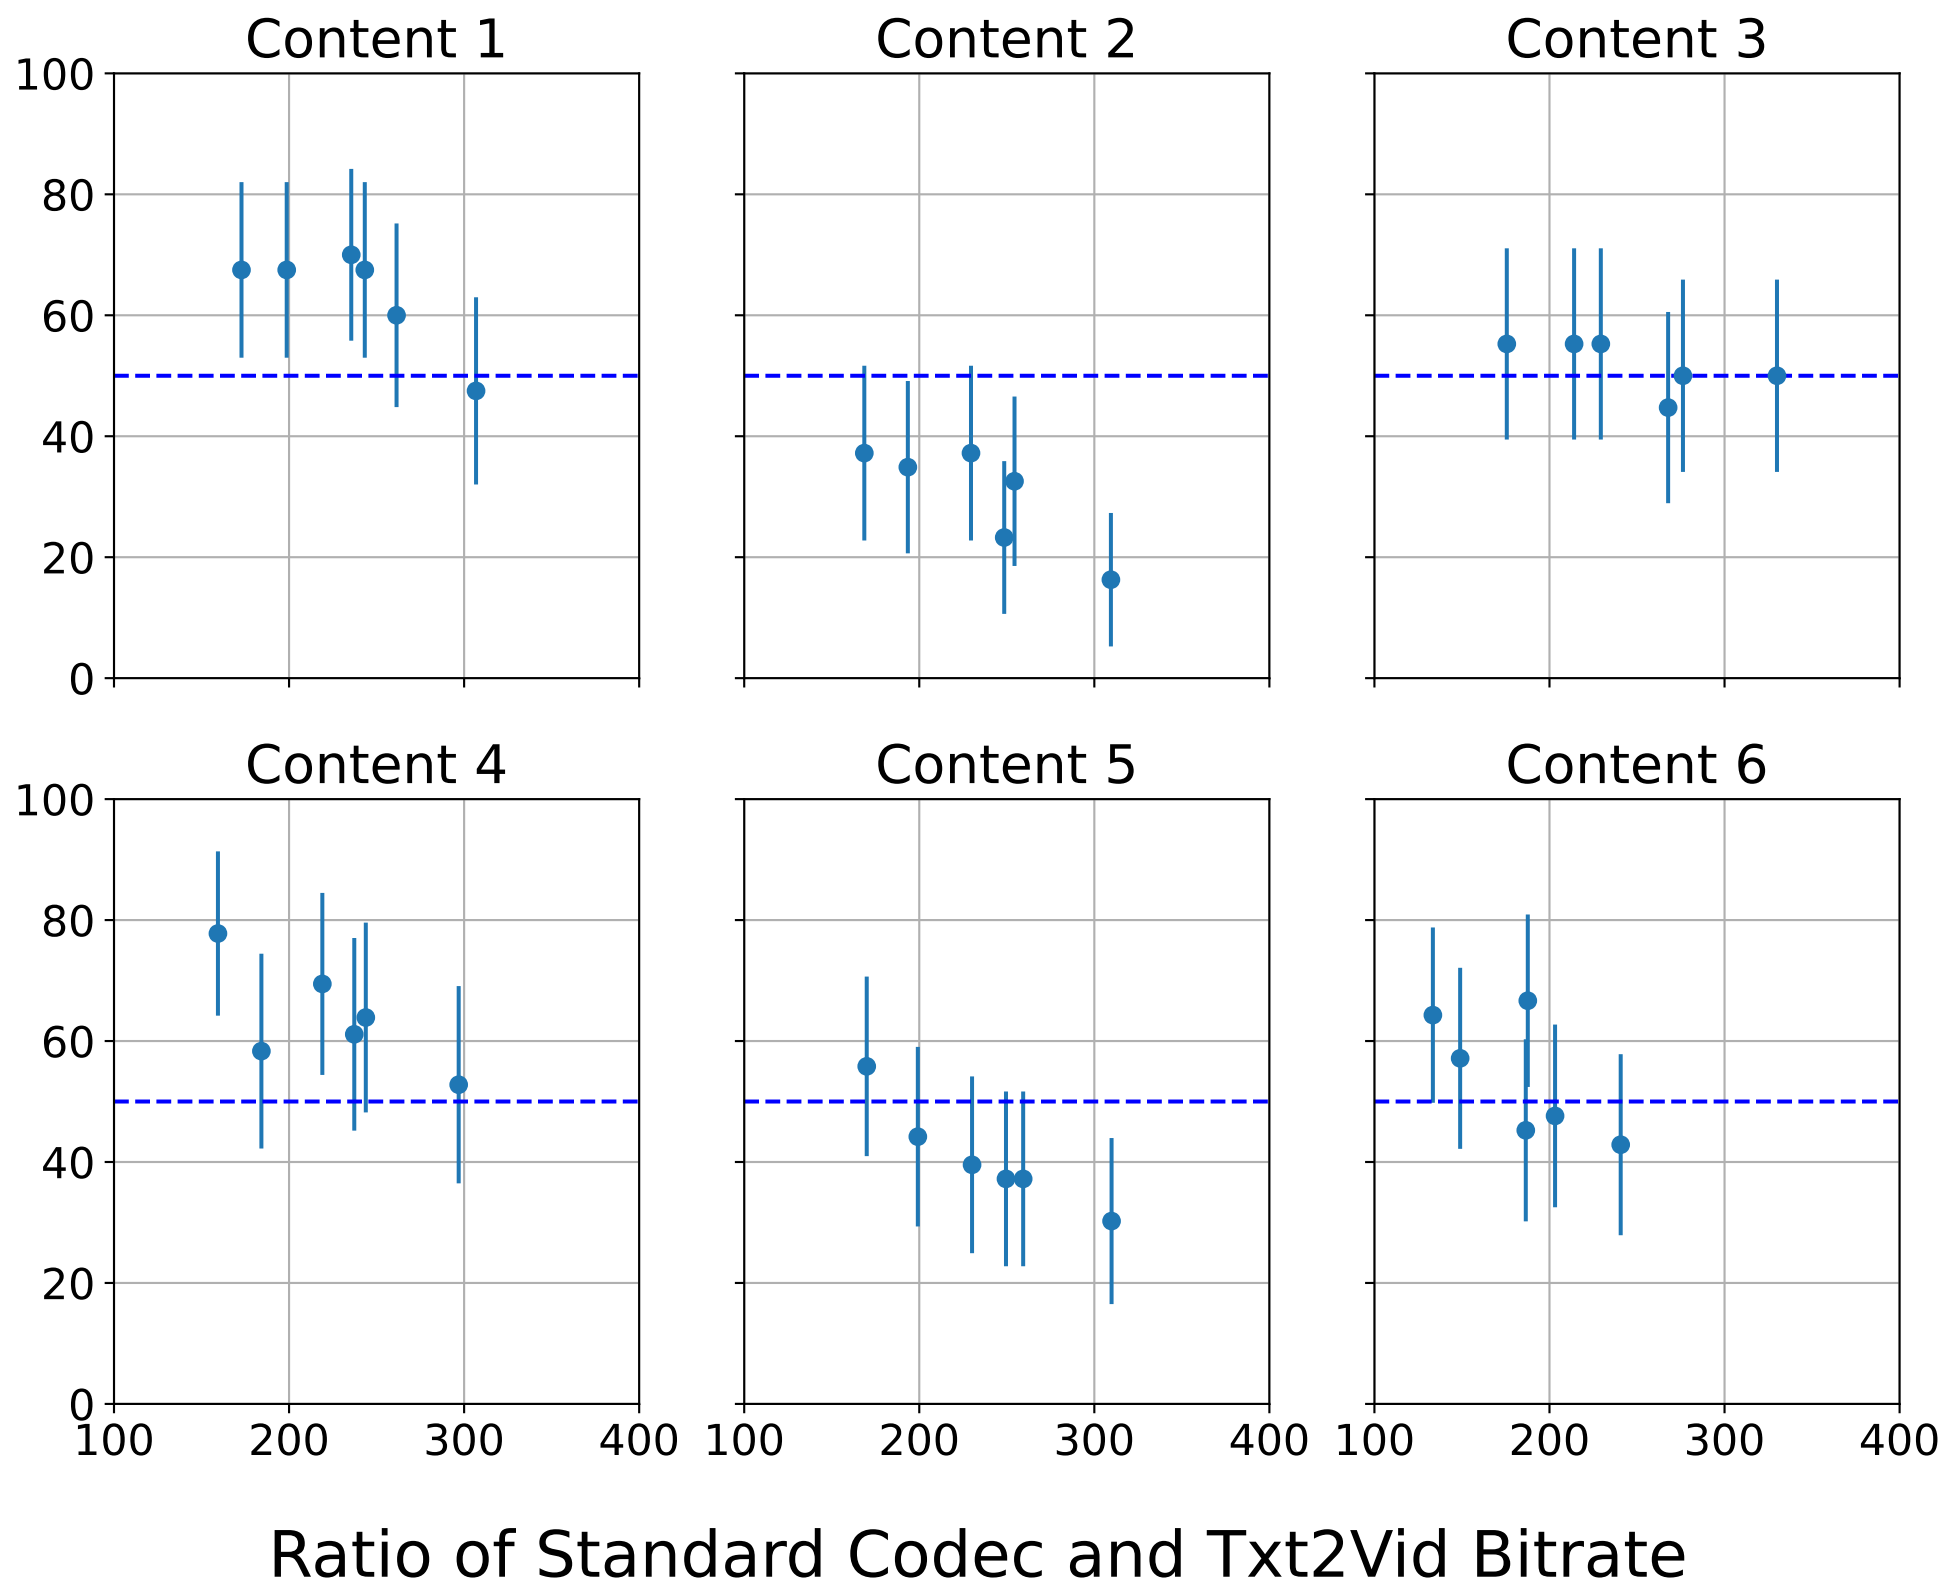 Content 1
Content 2
Content 3
100
80
60
40
20
0
Content 4
Content 5
Content 6
100
80
60
40
20
0
100 200 300 400 100 200 300 400 100 200 300 400
Ratio of Standard Codec and Txt2Vid Bitrate